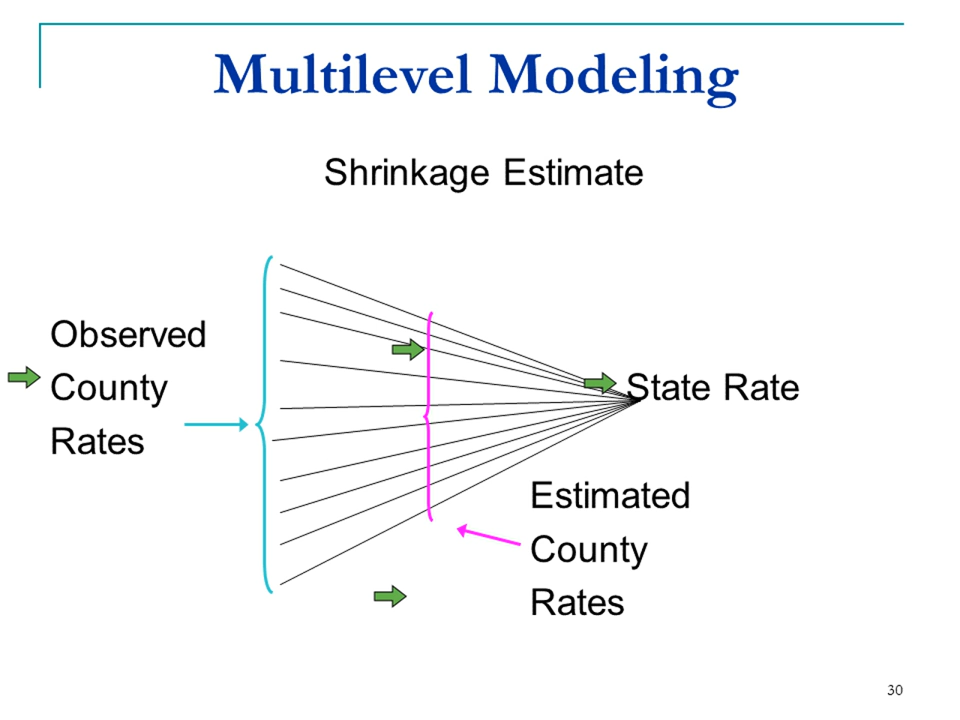 Multilevel Modeling
Shrinkage Estimate
Observed
County
Rates
State Rate
Estimated
County
Rates
30